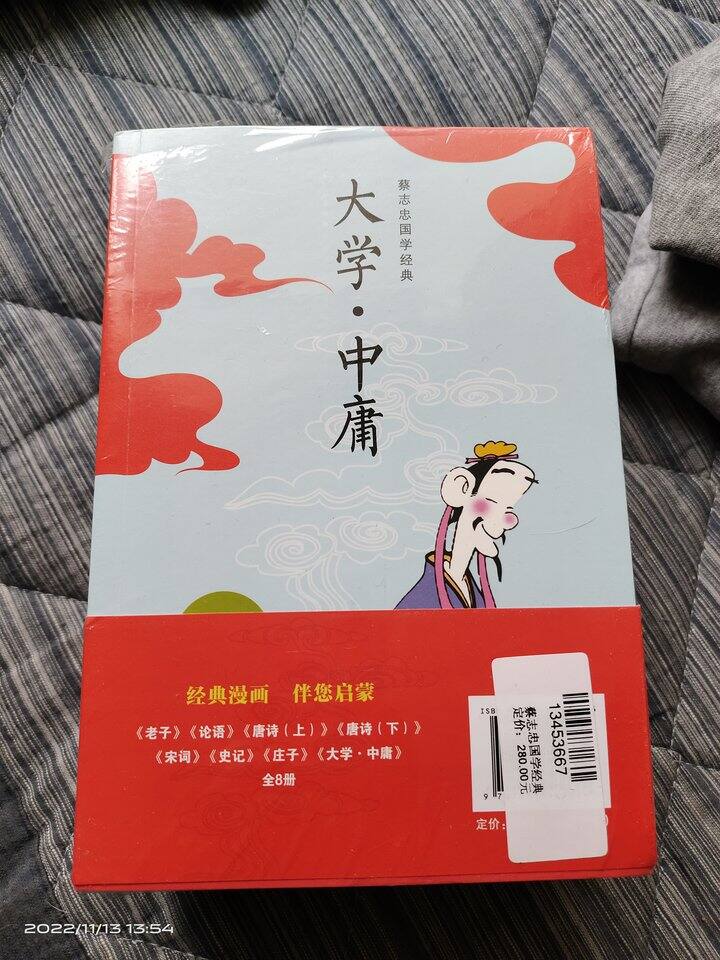 蔡志忠国学经典
大学·中庸
经典漫画 伴您启蒙
《老子》《论语》《唐诗（上）》《唐诗（下）》
《宋词》《史记》《庄子》《大学·中庸》
全8册
ISB
9 7
定价：
13453667
蔡志忠国学经典
定价：280.00元
2022/11/13 13:54